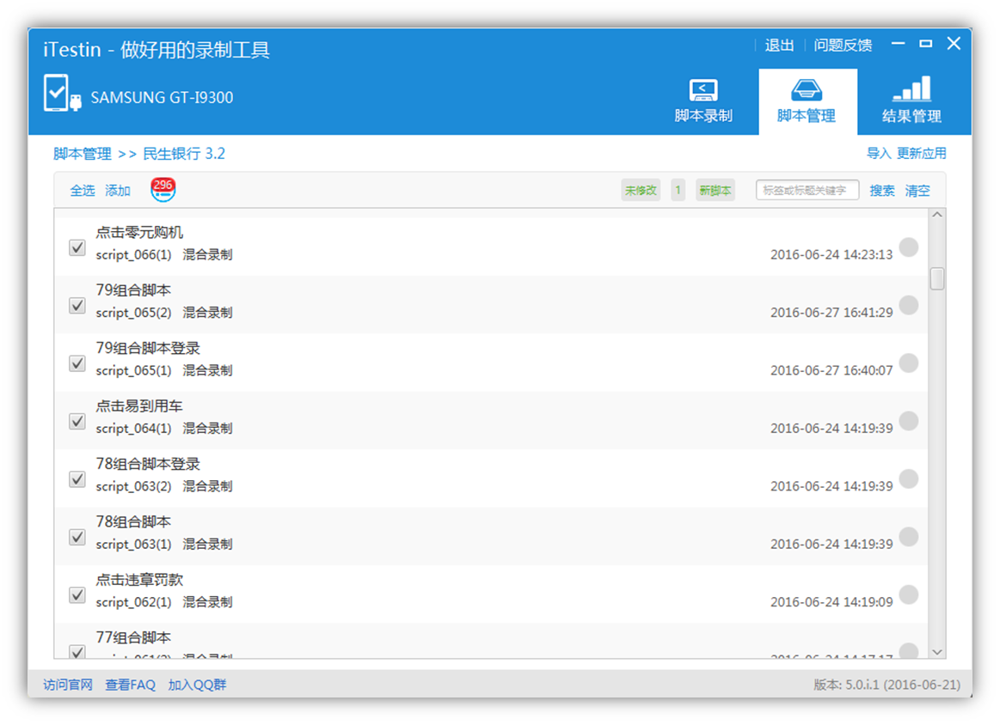 iTestin - 做好用的录制工具
退出 问题反馈
SAMSUNG GT-I9300
脚本录制 脚本管理 结果管理
脚本管理 >> 民生银行 3.2
导入 更新应用
全选 添加 296
未修改 1 新脚本 标签或标题关键字 搜索 清空
点击零元购机
script_066(1) 混合录制 2016-06-24 14:23:13
79组合脚本
script_065(2) 混合录制 2016-06-27 16:41:29
79组合脚本登录
script_065(1) 混合录制 2016-06-27 16:40:07
点击易到用车
script_064(1) 混合录制 2016-06-24 14:19:39
78组合脚本登录
script_063(2) 混合录制 2016-06-24 14:19:39
78组合脚本
script_063(1) 混合录制 2016-06-24 14:19:39
点击违章罚款
script_062(1) 混合录制 2016-06-24 14:19:09
77组合脚本
访问官网 查看FAQ 加入QQ群
版本: 5.0.i.1 (2016-06-21)